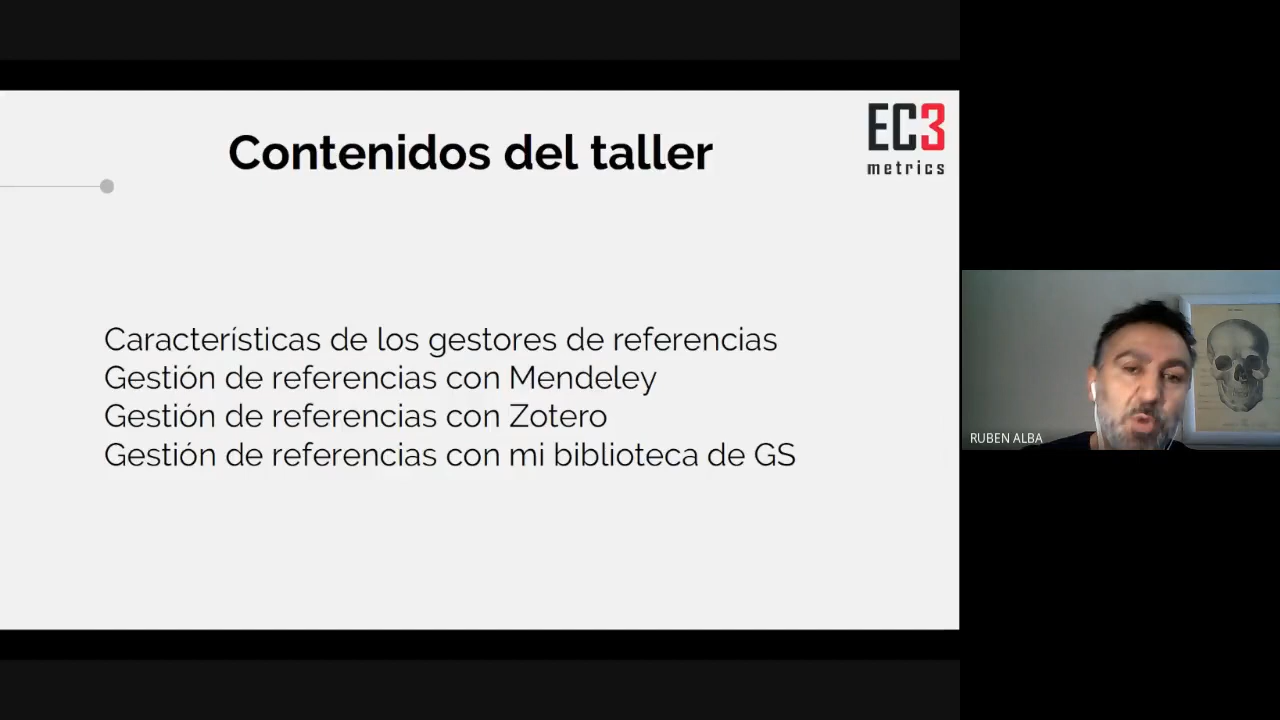 Contenidos del taller
EC3
metrics
Características de los gestores de referencias
Gestión de referencias con Mendeley
Gestión de referencias con Zotero
Gestión de referencias con mi biblioteca de GS
RUBEN ALBA